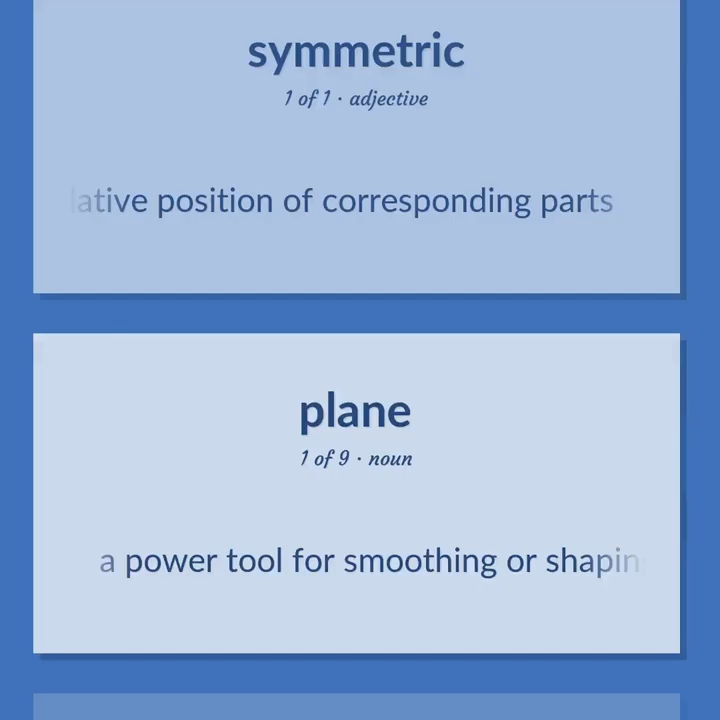 symmetric
1 of 1 · adjective
lative position of corresponding parts
plane
1 of 9 · noun
a power tool for smoothing or shapin